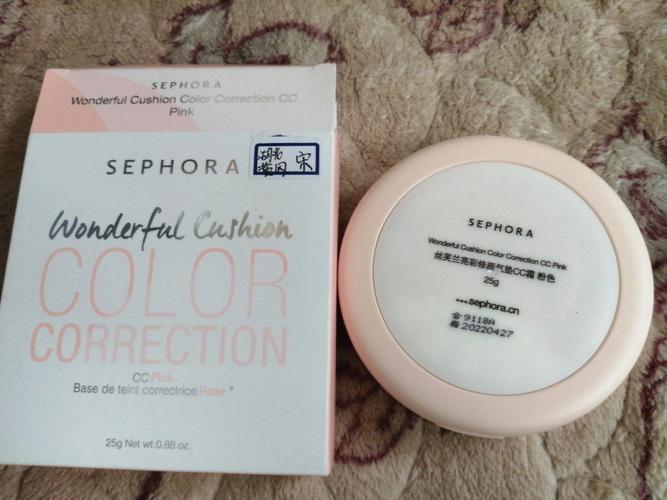 SEPHORA
Wonderful Cushion Color Correction CC
Pink
SEPHORA
宋
Wonderful Cushion
COLOR
CORRECTION
CC Pink
Base de teint correctrice Rose *
25g Net wt.0.88 oz.
SEPHORA
Wonderful Cushion Color Correction CC Pink
丝芙兰亮彩修颜气垫CC霜 粉色
25g
www.sephora.cn
合 9118A
20220427